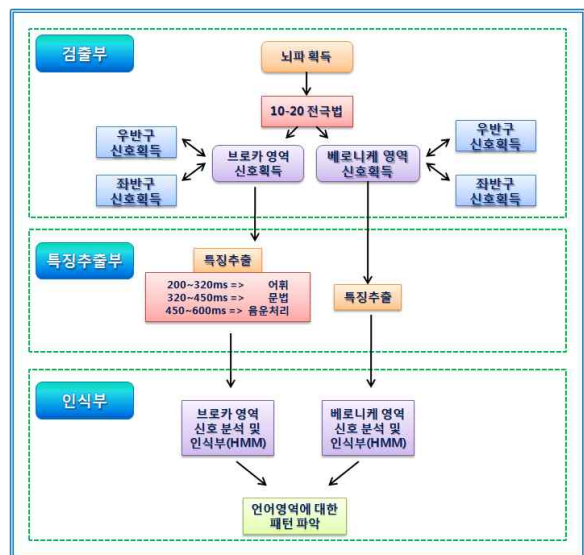 검출부
뇌파 획득
10-20 전극법
우반구
신호획득
좌반구
신호획득
브로카 영역
신호획득
베로니케 영역
신호획득
우반구
신호획득
좌반구
신호획득
특징추출부
특징추출
200~320ms => 어휘
320~450ms => 문법
450~600ms => 음운처리
특징추출
인식부
브로카 영역
신호 분석 및
인식부(HMM)
베로니케 영역
신호 분석 및
인식부(HMM)
언어영역에 대한
패턴 파악